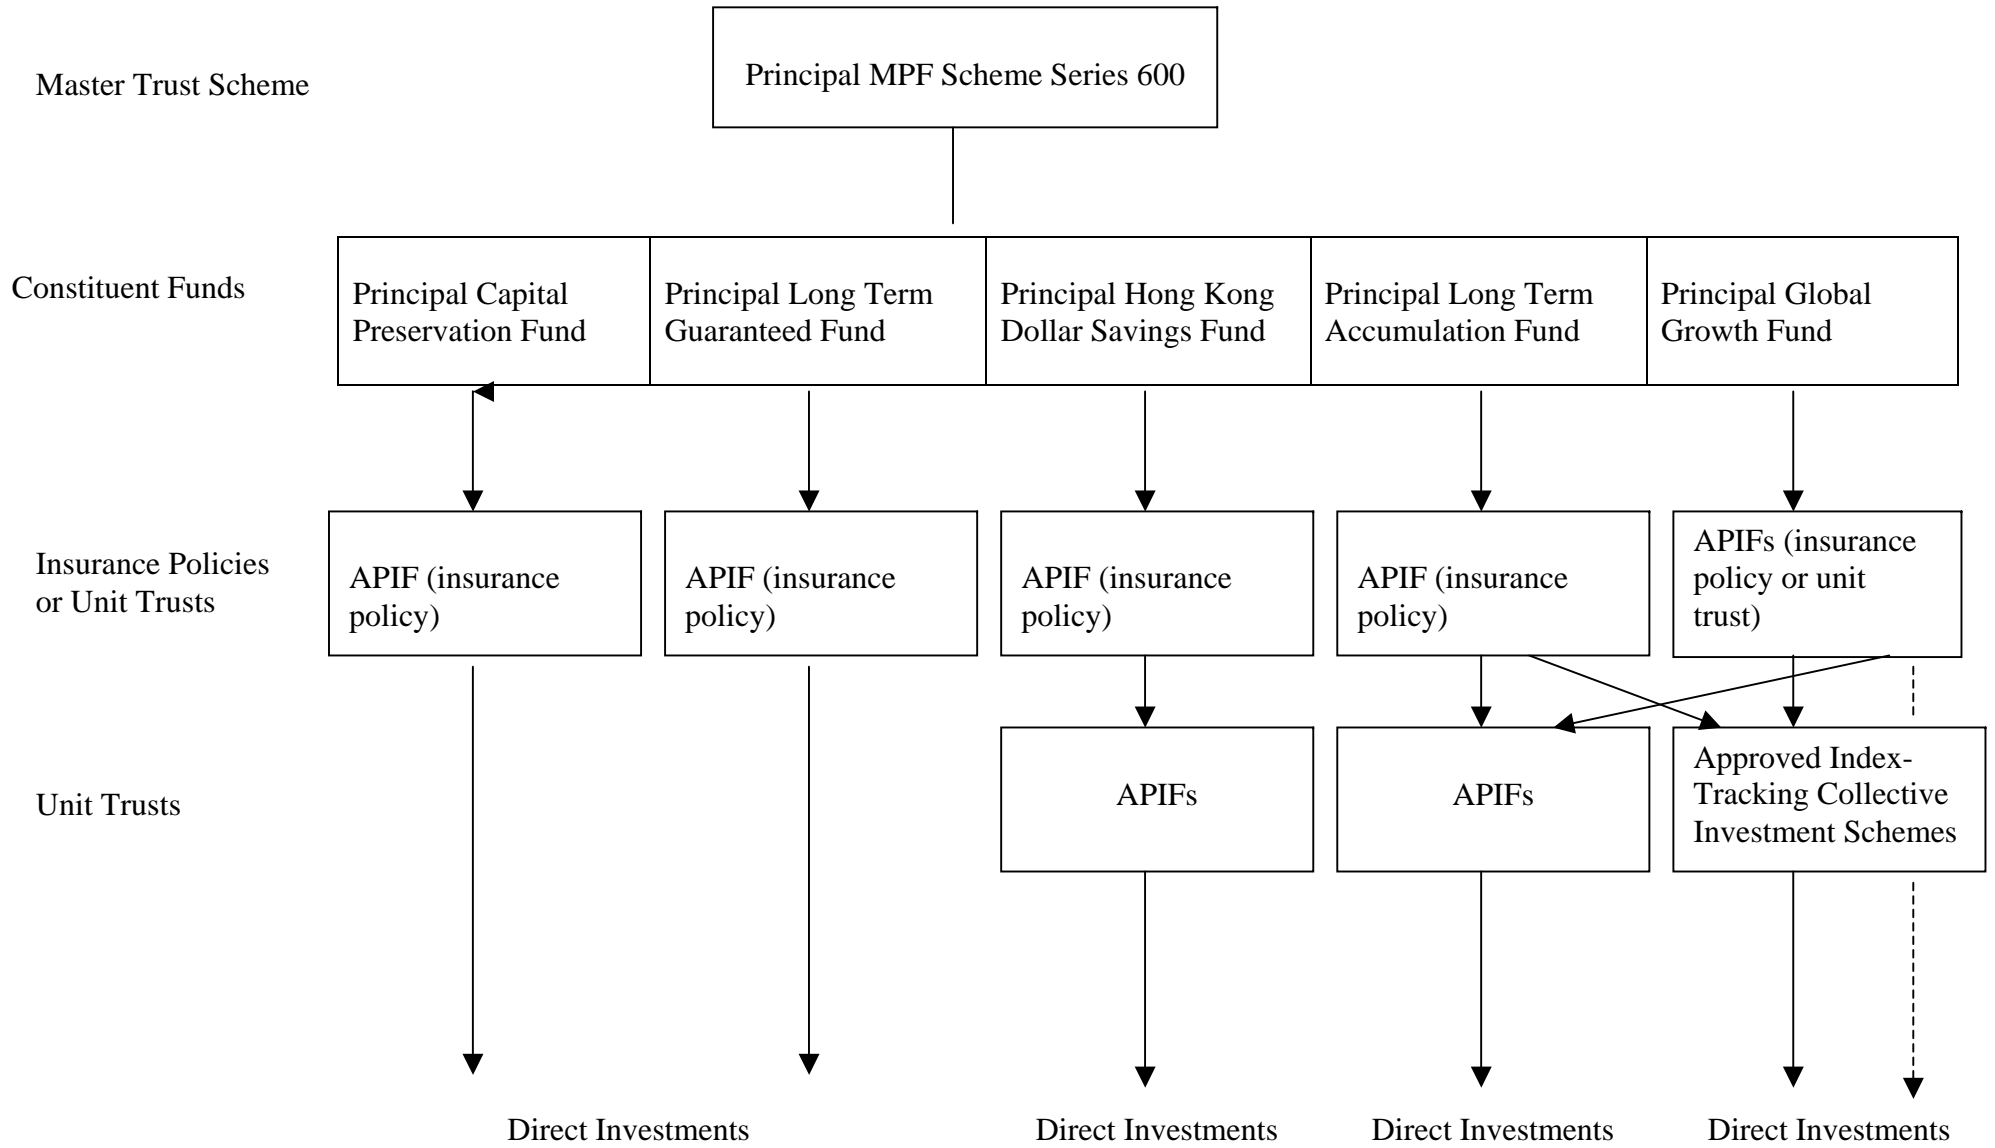 Master Trust Scheme
Principal MPF Scheme Series 600
Constituent Funds
Principal Capital
Preservation Fund
Principal Long Term
Guaranteed Fund
Principal Hong Kong
Dollar Savings Fund
Principal Long Term
Accumulation Fund
Principal Global
Growth Fund
Insurance Policies
or Unit Trusts
APIF (insurance
policy)
APIF (insurance
policy)
APIF (insurance
policy)
APIF (insurance
policy)
APIFs (insurance
policy or unit
trust)
Unit Trusts
APIFs
APIFs
Approved Index-
Tracking Collective
Investment Schemes
Direct Investments
Direct Investments
Direct Investments
Direct Investments